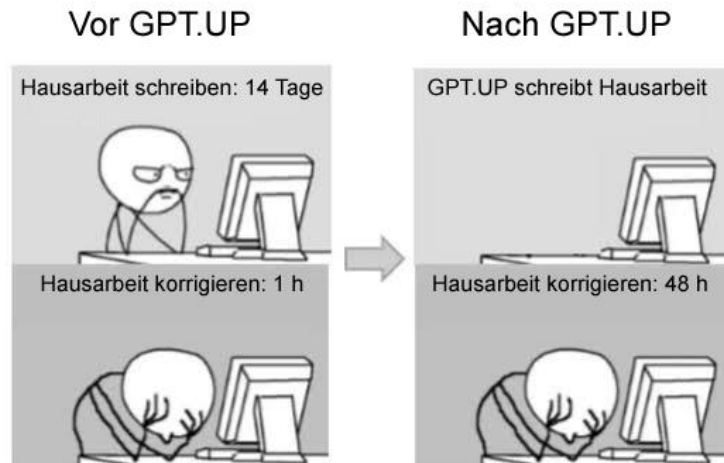 Vor GPT.UP
Nach GPT.UP
Hausarbeit schreiben: 14 Tage
GPT.UP schreibt Hausarbeit
Hausarbeit korrigieren: 1 h
Hausarbeit korrigieren: 48 h